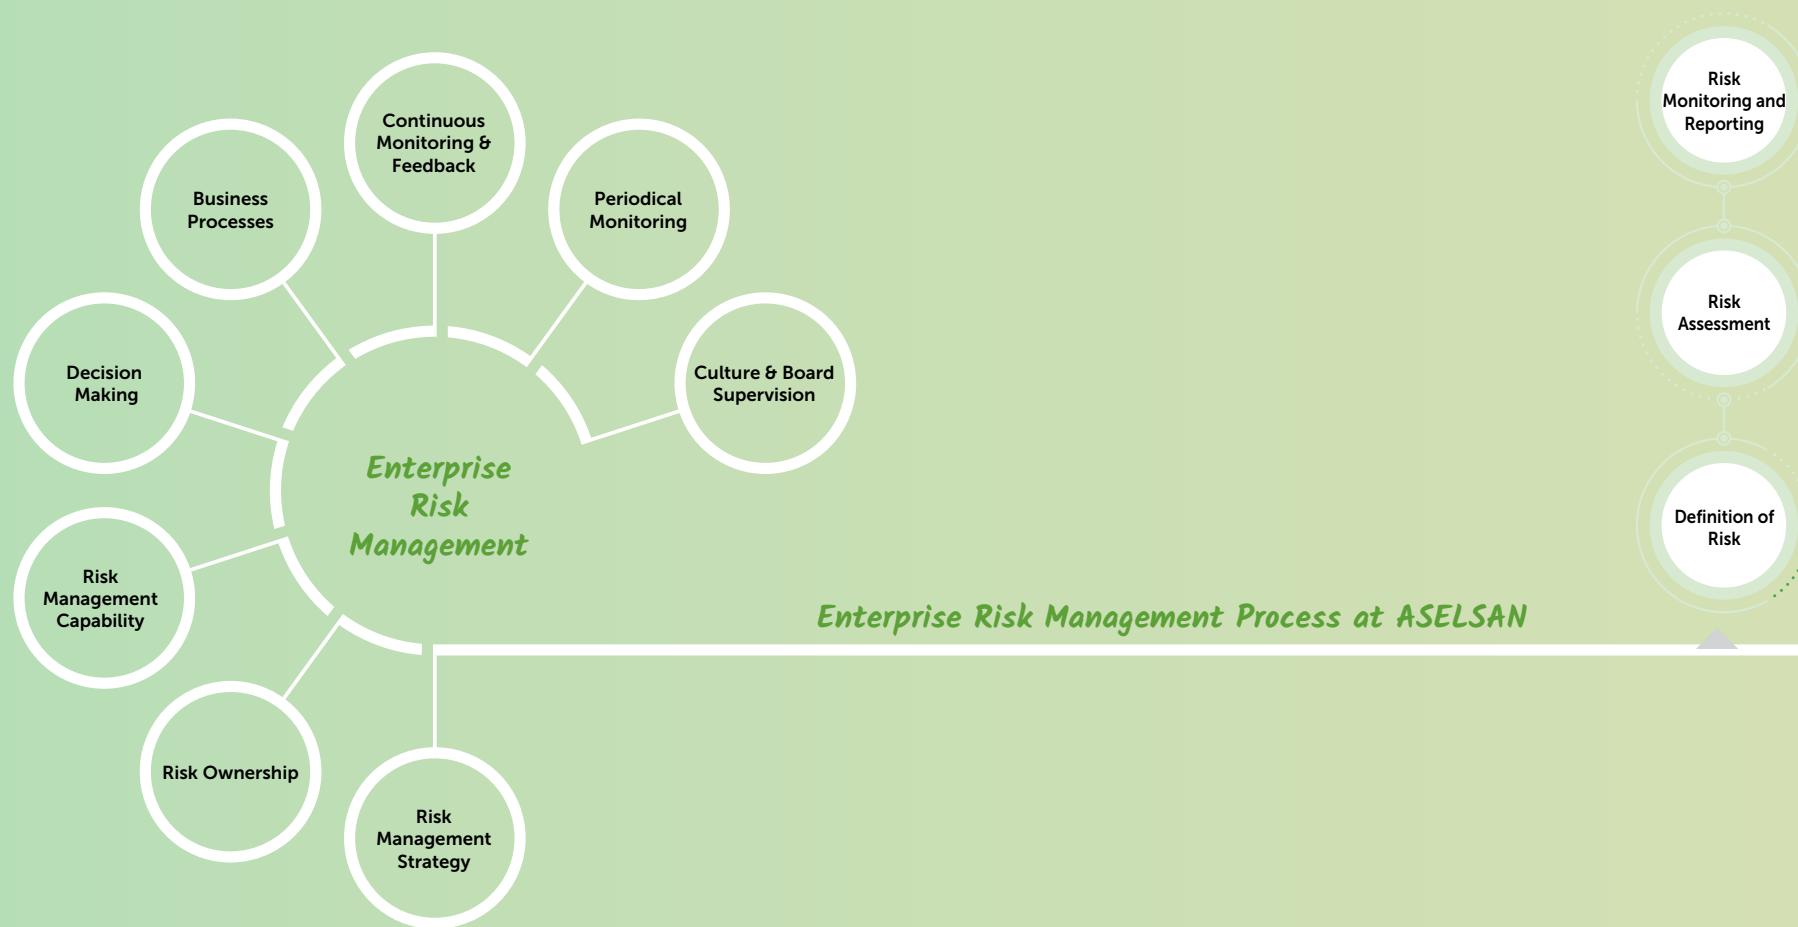 Continuous
Monitoring &
Feedback
Business
Processes
Periodical
Monitoring
Decision
Making
Culture & Board
Supervision
Enterprise
Risk
Management
Risk
Management
Capability
Risk Ownership
Risk
Management
Strategy
Enterprise Risk Management Process at ASELSAN
Risk
Monitoring and
Reporting
Risk
Assessment
Definition of
Risk